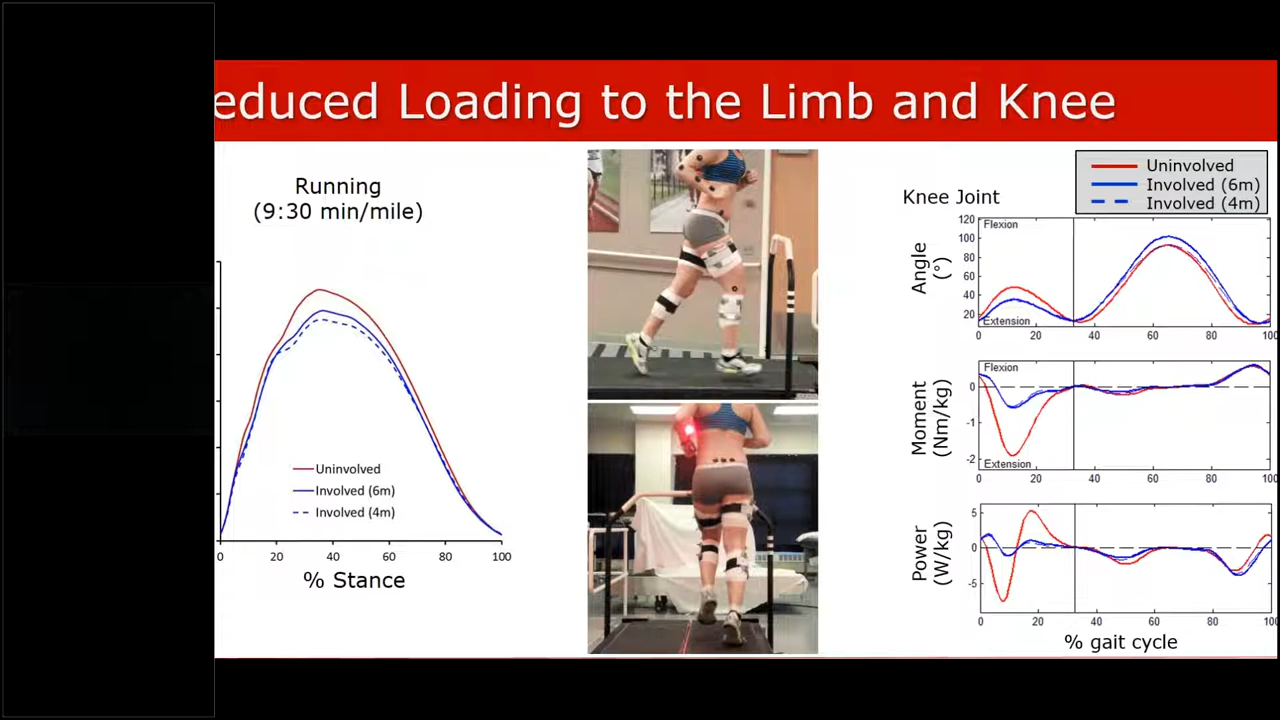 educed Loading to the Limb and Knee
Running
(9:30 min/mile)
Uninvolved
Involved (6m)
Involved (4m)
0 20 40 60 80 100
% Stance
Uninvolved
Involved (6m)
Involved (4m)
Knee Joint
Angle
(°)
120
100
80
60
40
20
Flexion
Extension
0 20 40 60 80 100
Moment
(Nm/kg)
0
-1
-2
Flexion
Extension
0 20 40 60 80 100
Power
(W/kg)
5
0
-5
0 20 40 60 80 100
% gait cycle